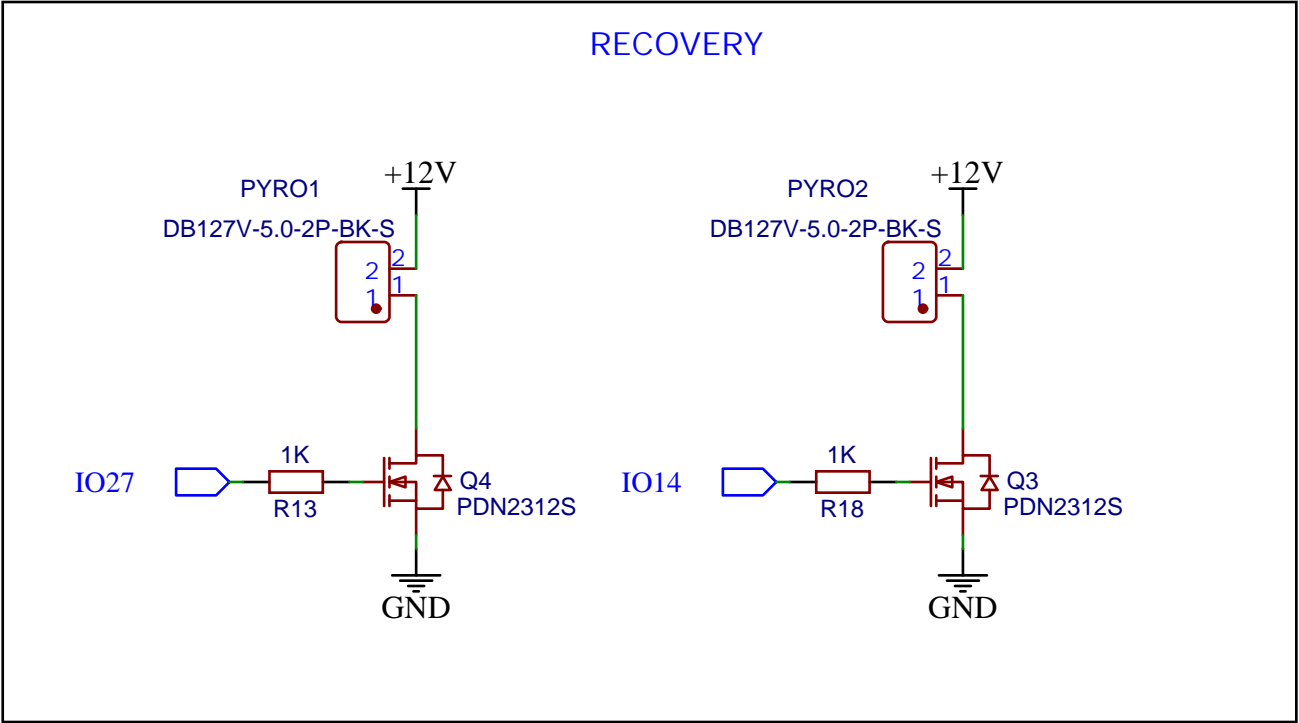 RECOVERY
+12V
PYRO1
DB127V-5.0-2P-BK-S
2
2
1
1
1K
IO27
R13
Q4
PDN2312S
GND
+12V
PYRO2
DB127V-5.0-2P-BK-S
2
2
1
1
1K
IO14
R18
Q3
PDN2312S
GND